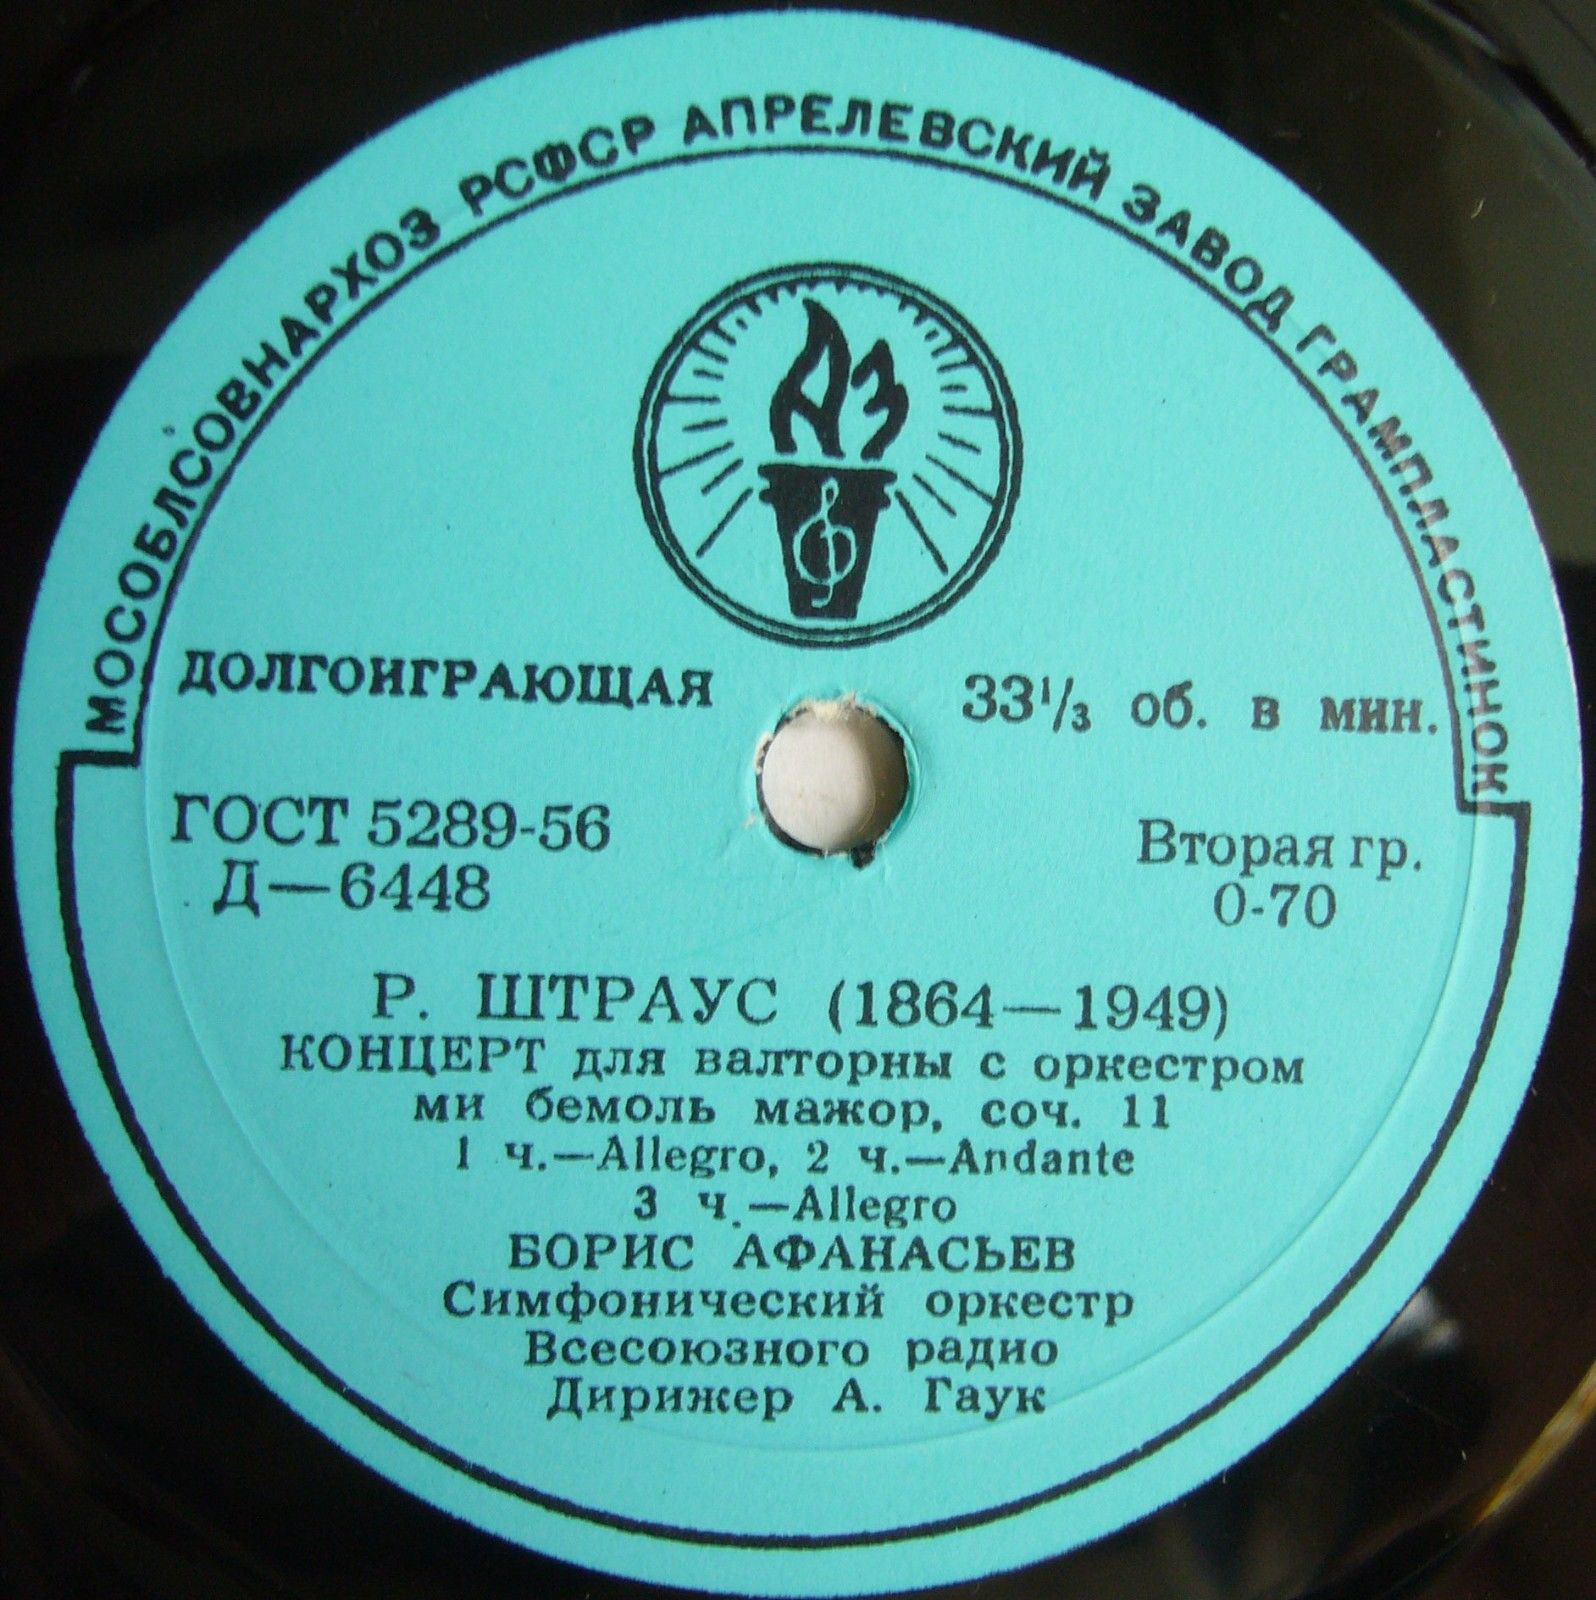 МОСОБЛСОВНАРХОЗ РСФСР АПРЕЛЕВСКИЙ ЗАВОД ГРАМПЛАСТИНОК
АЗ
ДОЛГОИГРАЮЩАЯ 33 1/3 об. в мин.
ГОСТ 5289-56 Вторая гр.
Д—6448 0-70
Р. ШТРАУС (1864—1949)
КОНЦЕРТ для валторны с оркестром
ми бемоль мажор, соч. 11
1 ч.—Allegro, 2 ч.—Andante
3 ч.—Allegro
БОРИС АФАНАСЬЕВ
Симфонический оркестр
Всесоюзного радио
Дирижер А. Гаук